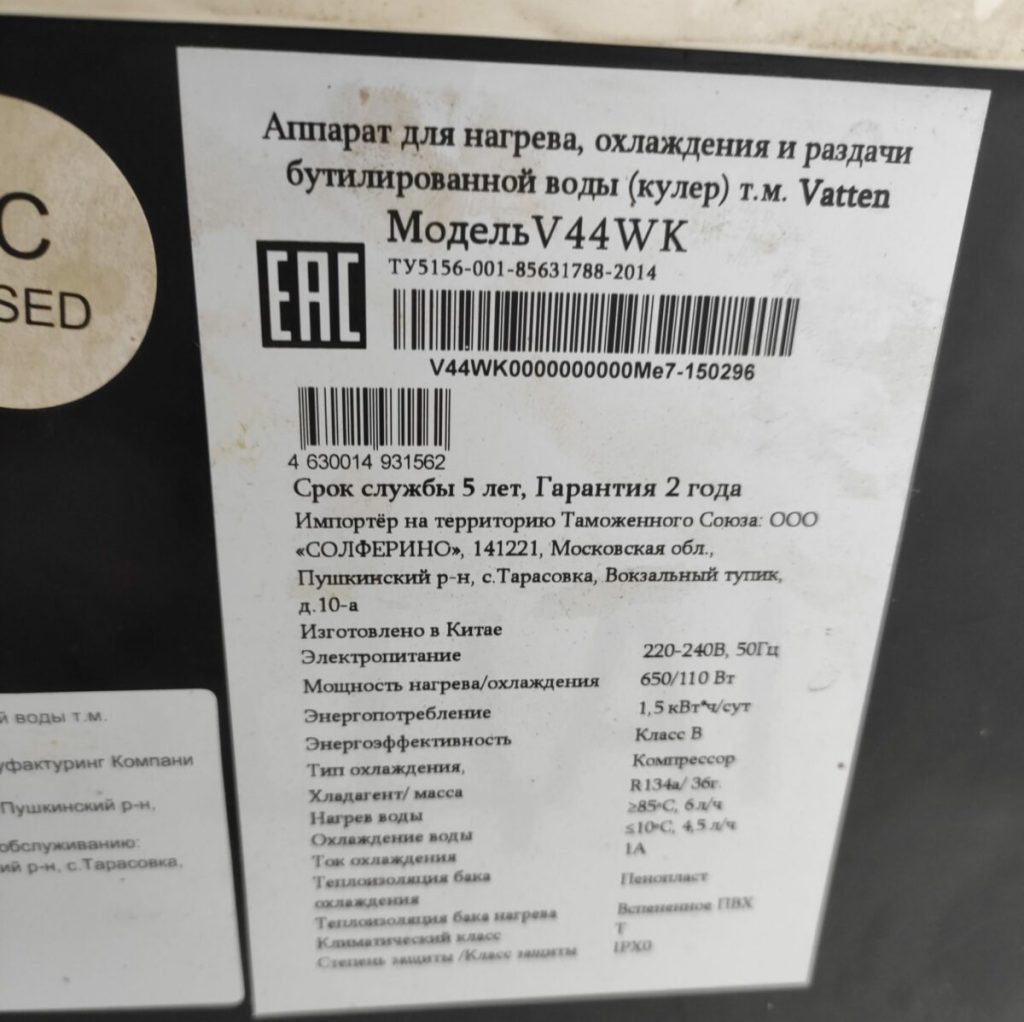 С
SED
Аппарат для нагрева, охлаждения и раздачи
бутилированной воды (кулер) т.м. Vatten
МодельV44WK
ТУ5156-001-85631788-2014
EAC
V44WK0000000000Me7-150296
4 630014 931562
Срок службы 5 лет, Гарантия 2 года
Импортёр на территорию Таможенного Союза: ООО
«СОЛФЕРИНО», 141221, Московская обл.,
Пушкинский р-н, с.Тарасовка, Вокзальный тупик,
д.10-а
Изготовлено в Китае
Электропитание 220-240В, 50Гц
Мощность нагрева/охлаждения 650/110 Вт
Энергопотребление 1,5 кВт*ч/сут
Энергоэффективность Класс В
Тип охлаждения, Компрессор
Хладагент/ масса R134a/ 36г.
Нагрев воды ≥85°С, 6л/ч
Охлаждение воды ≤10°С, 4,5 л/ч
Ток охлаждения 1А
Теплоизоляция бака Пенопласт
охлаждения
Теплоизоляция бака нагрева Вспененное ПВХ
Климатический класс Т
Степень защиты /Класс защиты IPX0
й воды т.м.
уфактуринг Компани
Пушкинский р-н,
обслуживанию:
ий р-н, с.Тарасовка,